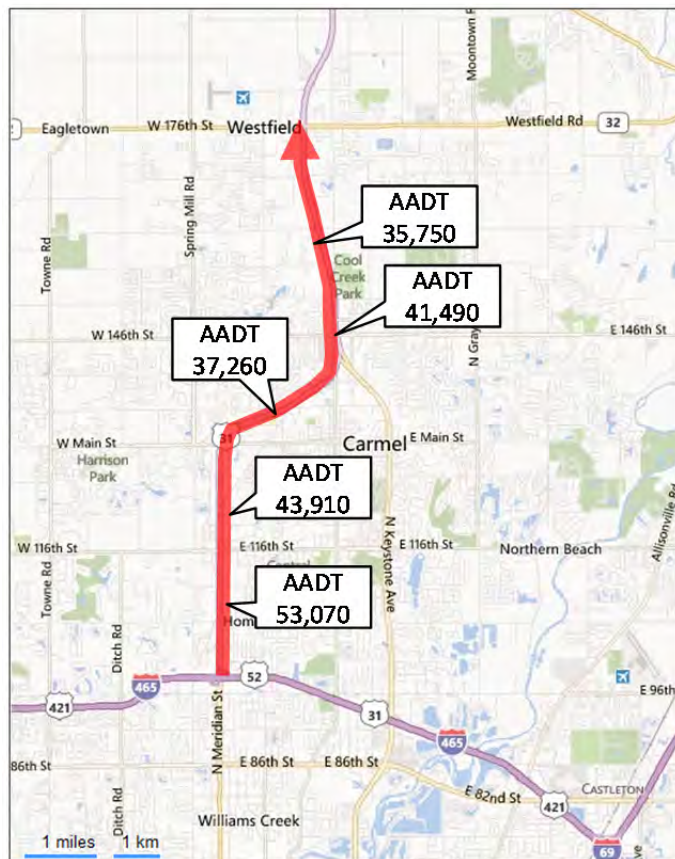 Moontown R
32
Eagletown
W 176th St
Westfield
Westfield Rd
32
Spring Mill Rd
Towne Rd
AADT
35,750
Cool
Creek
Park
AADT
41,490
W 146th St
E 146th St
N Gray
AADT
37,260
31
W Main St
Carmel
E Main St
Harrison
Park
AADT
43,910
N Keystone Ave
Allisonville Rd
W 116th St
E 116th St
E 116th St
Northern Beach
Central
Towne Rd
AADT
53,070
Hom
Ditch Rd
465
52
421
E 96th
N Meridian St
31
465
86th St
E 86th St
E 86th St
E 82nd St
421
CASTLETON
Ditch Rd
Williams Creek
69
Ave
1 miles
1 km